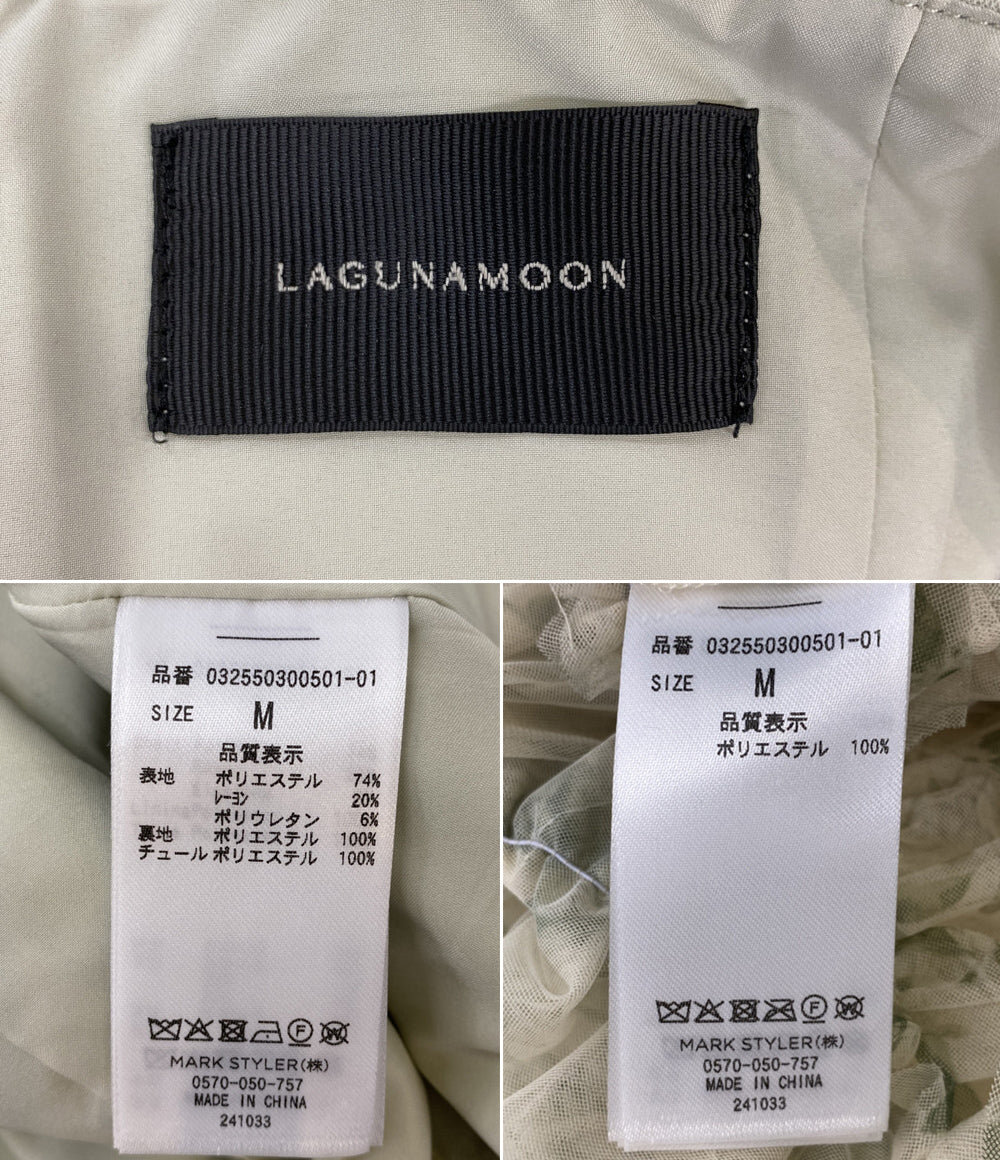 LAGUNAMOON
品番 032550300501-01
SIZE M
品質表示
表地 ポリエステル 74%
レーヨン 20%
ポリウレタン 6%
裏地 ポリエステル 100%
チュール ポリエステル 100%
F W
MARK STYLER(株)
0570-050-757
MADE IN CHINA
241033
品番 032550300501-01
SIZE M
品質表示
ポリエステル 100%
F W
MARK STYLER(株)
0570-050-757
MADE IN CHINA
241033